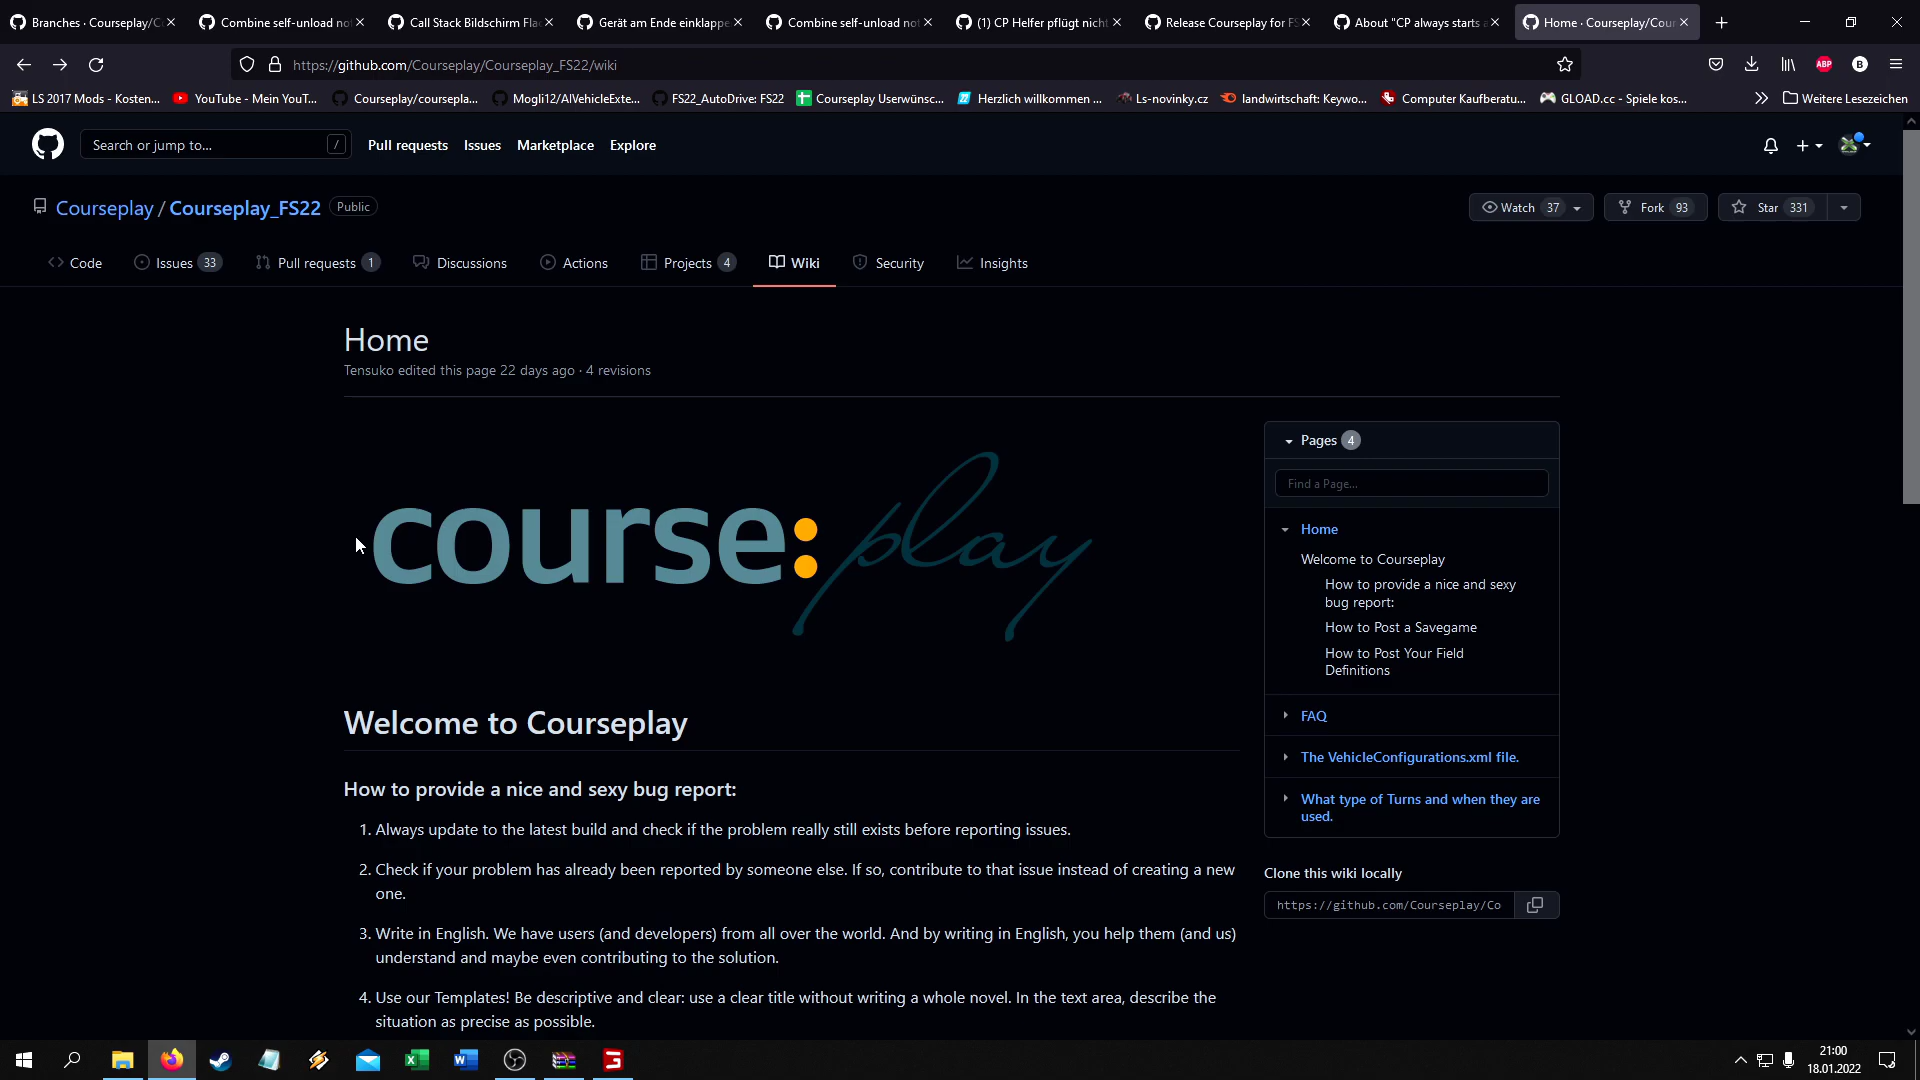 Branches · Courseplay/C
Combine self-unload not
Call Stack Bildschirm Fla
Gerät am Ende einklappe
Combine self-unload not
(1) CP Helfer pflügt nicht
Release Courseplay for FS
About "CP always starts a
Home · Courseplay/Cour
https://github.com/Courseplay/Courseplay_FS22/wiki
ABP
B
LS 2017 Mods - Kosten...
YouTube - Mein YouT...
Courseplay/coursepla...
Mogli12/AIVehicleExte...
FS22_AutoDrive: FS22
Courseplay Userwünsc...
Herzlich willkommen ...
Ls-novinky.cz
landwirtschaft: Keywo...
Computer Kaufberatu...
GLOAD.cc - Spiele kos...
Weitere Lesezeichen
Search or jump to...
/
Pull requests
Issues
Marketplace
Explore
Courseplay / Courseplay_FS22
Public
Watch 37
Fork 93
Star 331
Code
Issues 33
Pull requests 1
Discussions
Actions
Projects 4
Wiki
Security
Insights
Home
Tensuko edited this page 22 days ago · 4 revisions
course:play
Welcome to Courseplay
How to provide a nice and sexy bug report:
1. Always update to the latest build and check if the problem really still exists before reporting issues.
2. Check if your problem has already been reported by someone else. If so, contribute to that issue instead of creating a new
one.
3. Write in English. We have users (and developers) from all over the world. And by writing in English, you help them (and us)
understand and maybe even contributing to the solution.
4. Use our Templates! Be descriptive and clear: use a clear title without writing a whole novel. In the text area, describe the
situation as precise as possible.
Pages 4
Find a Page...
Home
Welcome to Courseplay
How to provide a nice and sexy
bug report:
How to Post a Savegame
How to Post Your Field
Definitions
FAQ
The VehicleConfigurations.xml file.
What type of Turns and when they are
used.
Clone this wiki locally
https://github.com/Courseplay/Co
21:00
18.01.2022